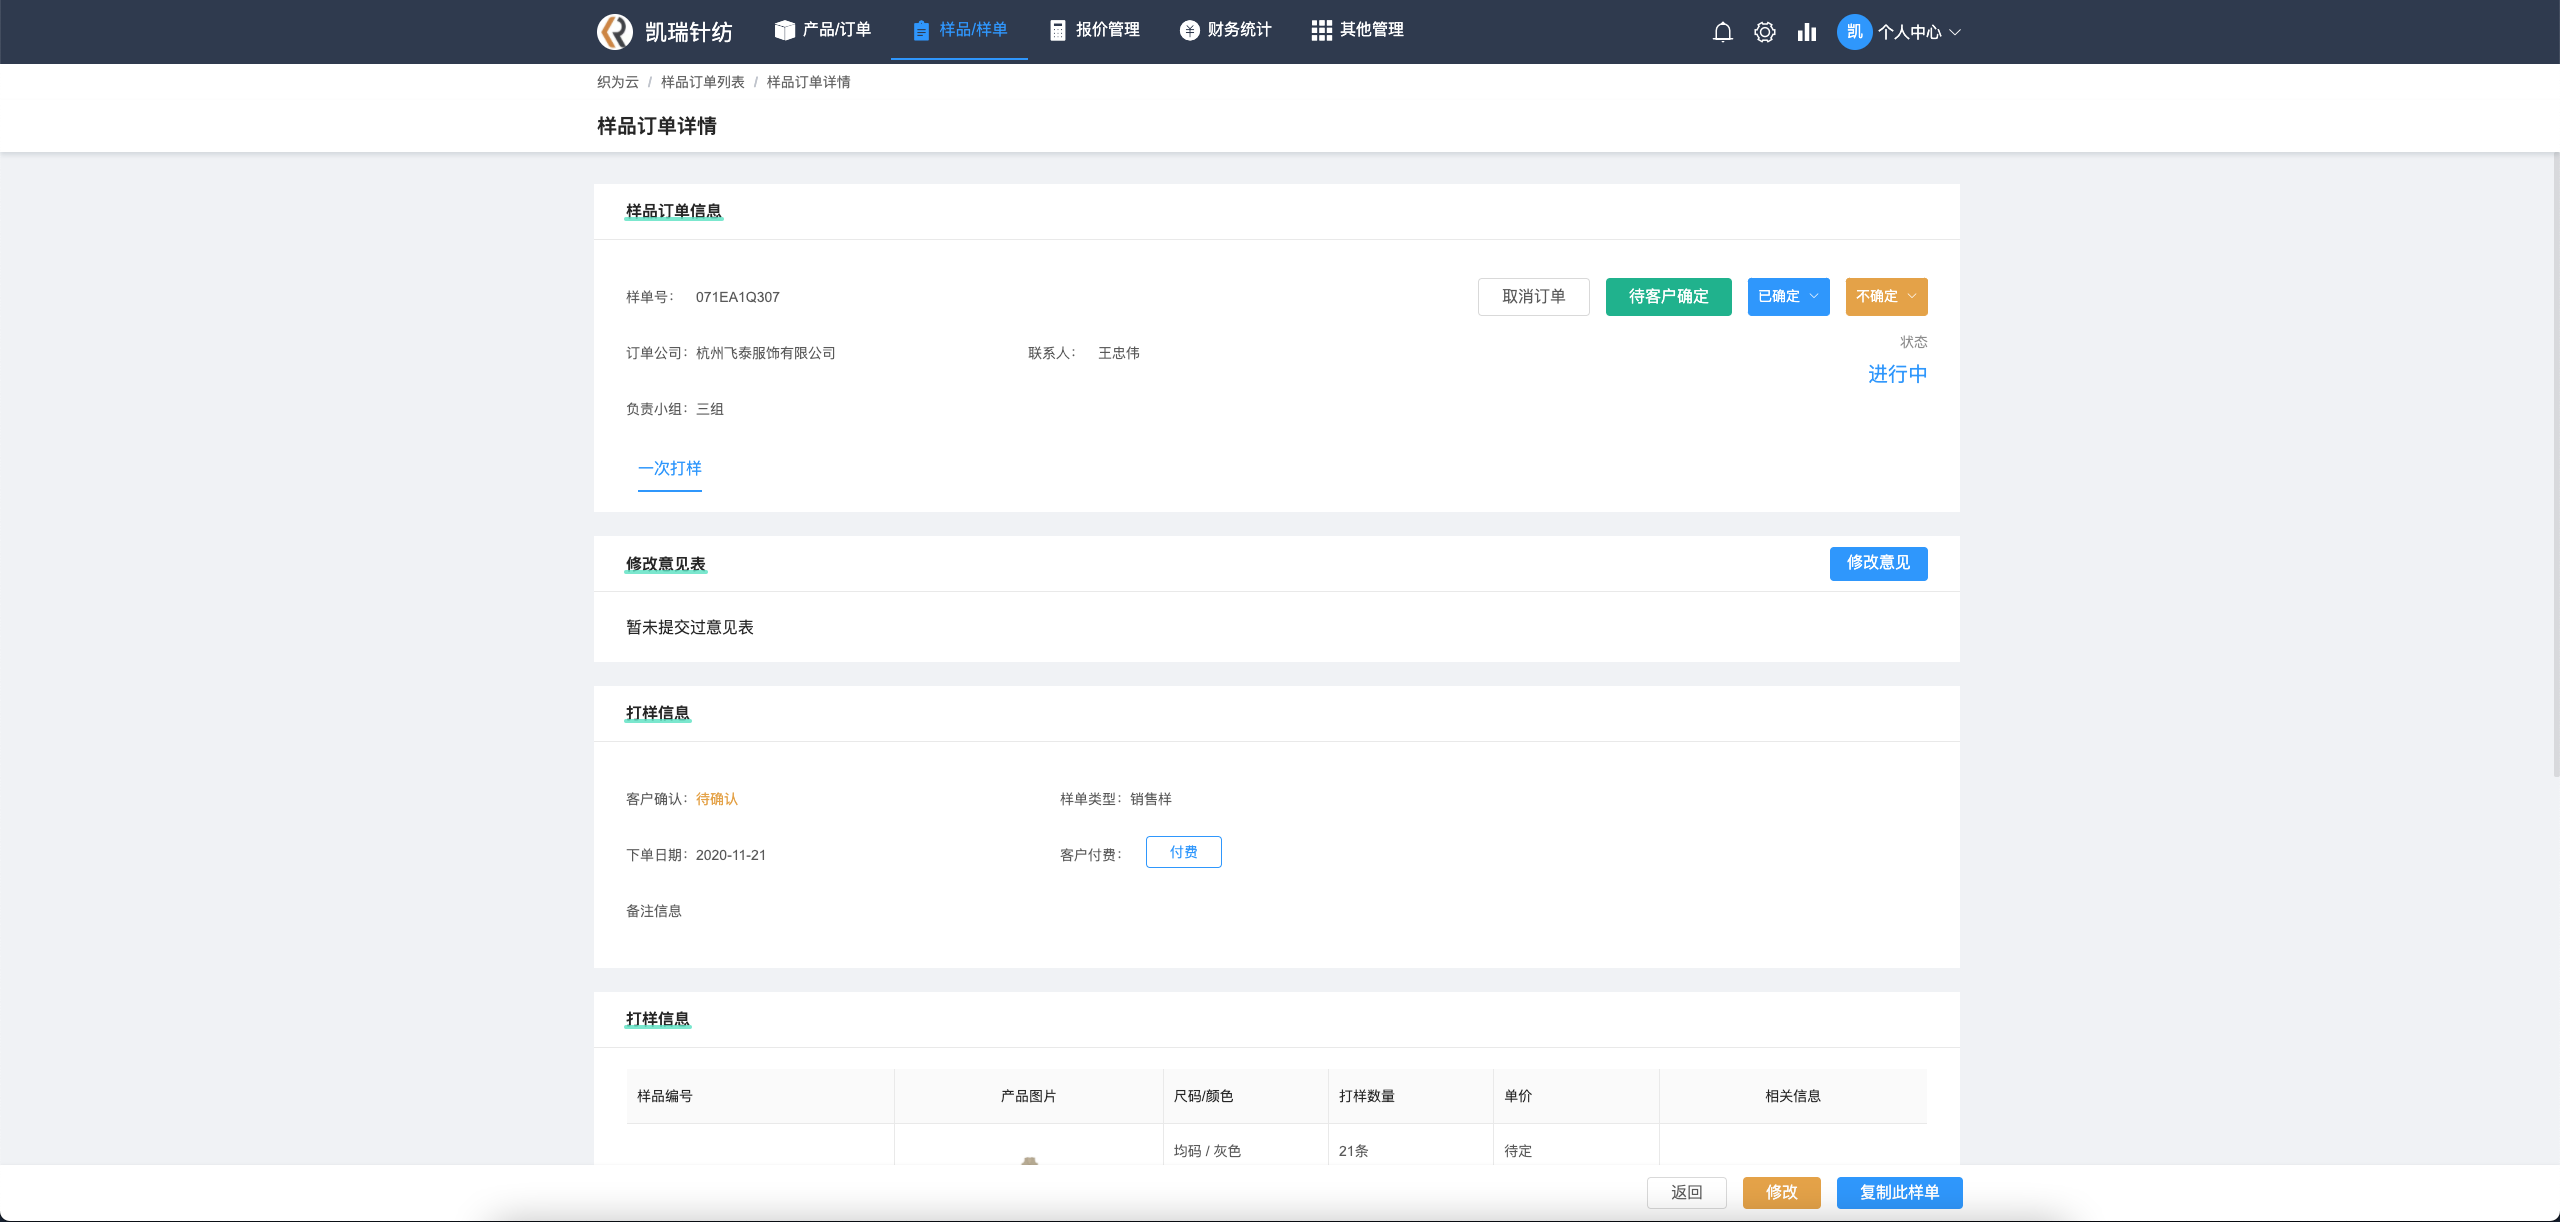 凯瑞针纺 产品/订单 样品/样单 报价管理 财务统计 其他管理 凯 个人中心
织为云 / 样品订单列表 / 样品订单详情
样品订单详情
样品订单信息
样单号： 071EA1Q307 取消订单 待客户确定 已确定 不确定
状态
订单公司：杭州飞泰服饰有限公司 联系人： 王忠伟
进行中
负责小组：三组
一次打样
修改意见表 修改意见
暂未提交过意见表
打样信息
客户确认：待确认 样单类型：销售样
下单日期：2020-11-21 客户付费： 付费
备注信息
打样信息
样品编号 产品图片 尺码/颜色 打样数量 单价 相关信息
均码 / 灰色 21条 待定
返回 修改 复制此样单